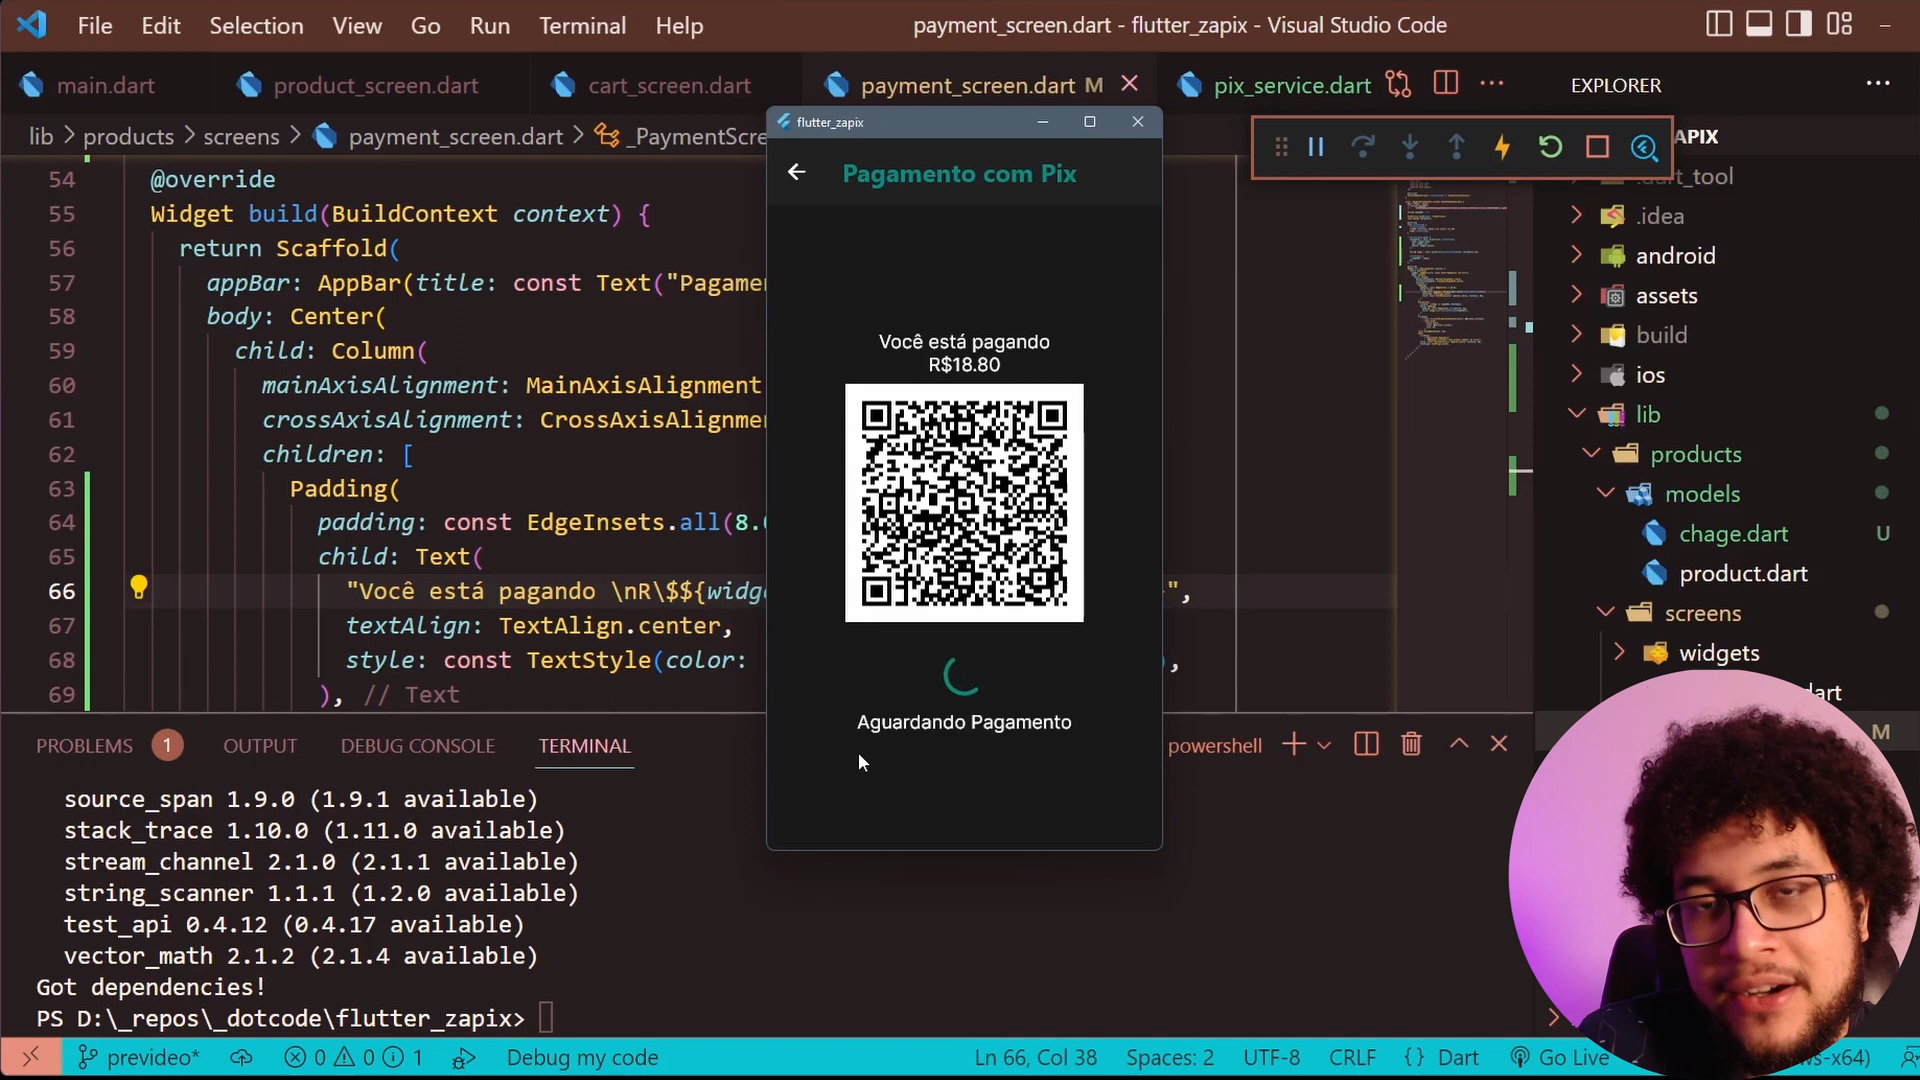 File Edit Selection View Go Run Terminal Help
payment_screen.dart - flutter_zapix - Visual Studio Code
main.dart
product_screen.dart
cart_screen.dart
payment_screen.dart M
pix_service.dart
lib > products > screens > payment_screen.dart >
54 @override
55 Widget build(BuildContext context) {
56 return Scaffold(
57 appBar: AppBar(title: const Text(
58 body: Center(
59 child: Column(
60 mainAxisAlignment: MainAxisAlignment
61 crossAxisAlignment:
62 children: [
63 Padding(
64 padding: const EdgeInsets.all(
65 child: Text(
66 "Você está pagando \nR\$${ ",
67 textAlign: TextAlign.center,
68 style: const TextStyle(color: ),
69 ), // Text
flutter_zapix
Pagamento com Pix
Você está pagando
R$18.80
Aguardando Pagamento
EXPLORER
.dart_tool
.idea
android
assets
build
ios
lib
products
models
chage.dart U
product.dart
screens
widgets
M
PROBLEMS 1 OUTPUT DEBUG CONSOLE TERMINAL
powershell
source_span 1.9.0 (1.9.1 available)
stack_trace 1.10.0 (1.11.0 available)
stream_channel 2.1.0 (2.1.1 available)
string_scanner 1.1.1 (1.2.0 available)
test_api 0.4.12 (0.4.17 available)
vector_math 2.1.2 (2.1.4 available)
Got dependencies!
PS D:\_repos\_dotcode\flutter_zapix>
prevideo* 0 0 1 Debug my code
Ln 66, Col 38 Spaces: 2 UTF-8 CRLF {} Dart Go Live